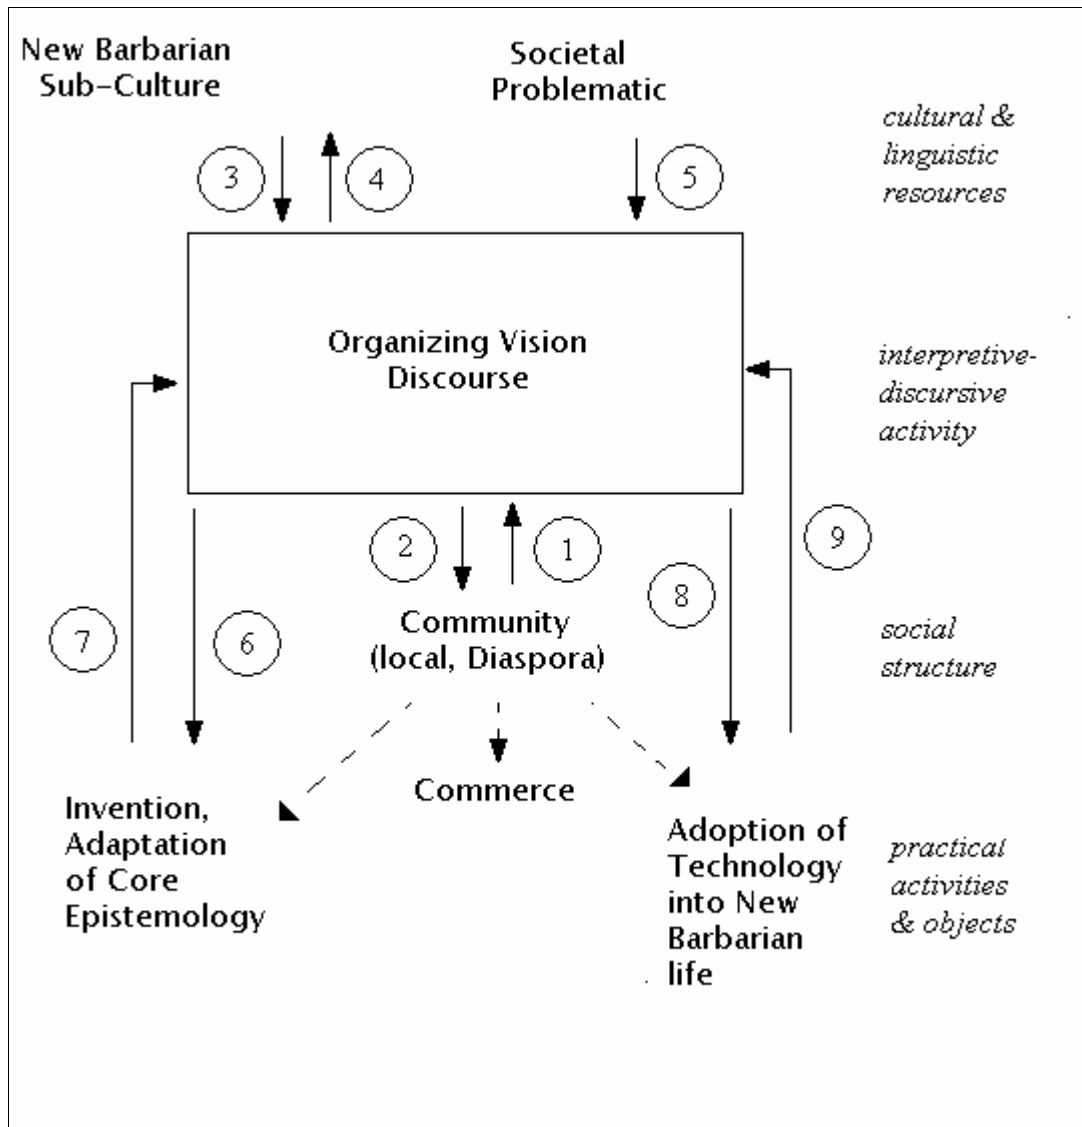 New Barbarian
Sub-Culture
Societal
Problematic
cultural &
linguistic
resources
3
4
5
Organizing Vision
Discourse
interpretive-
discursive
activity
2
1
9
8
7
6
Community
(local, Diaspora)
social
structure
Commerce
Invention,
Adaptation
of Core
Epistemology
Adoption of
Technology
into New
Barbarian
life
practical
activities
& objects